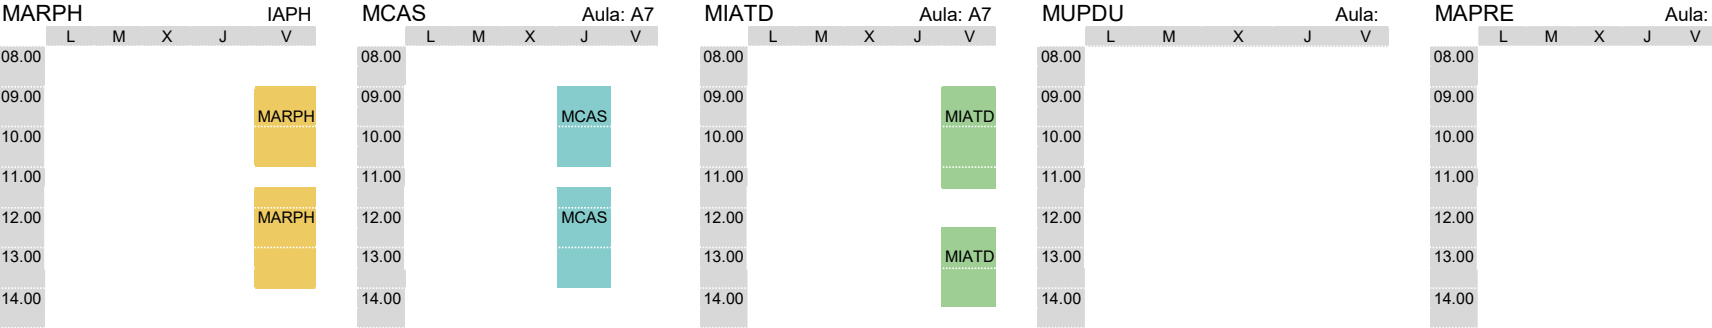 MARPH IAPH MCAS Aula: A7 MIATD Aula: A7 MUPDU Aula: MAPRE Aula:
L M X J V L M X J V L M X J V L M X J V L M X J V
08.00 08.00 08.00 08.00 08.00
09.00 09.00 09.00 09.00 09.00
MARPH MCAS MIATD
10.00 10.00 10.00 10.00 10.00
11.00 11.00 11.00 11.00 11.00
12.00 MARPH 12.00 MCAS 12.00 12.00 12.00
13.00 13.00 13.00 MIATD 13.00 13.00
14.00 14.00 14.00 14.00 14.00